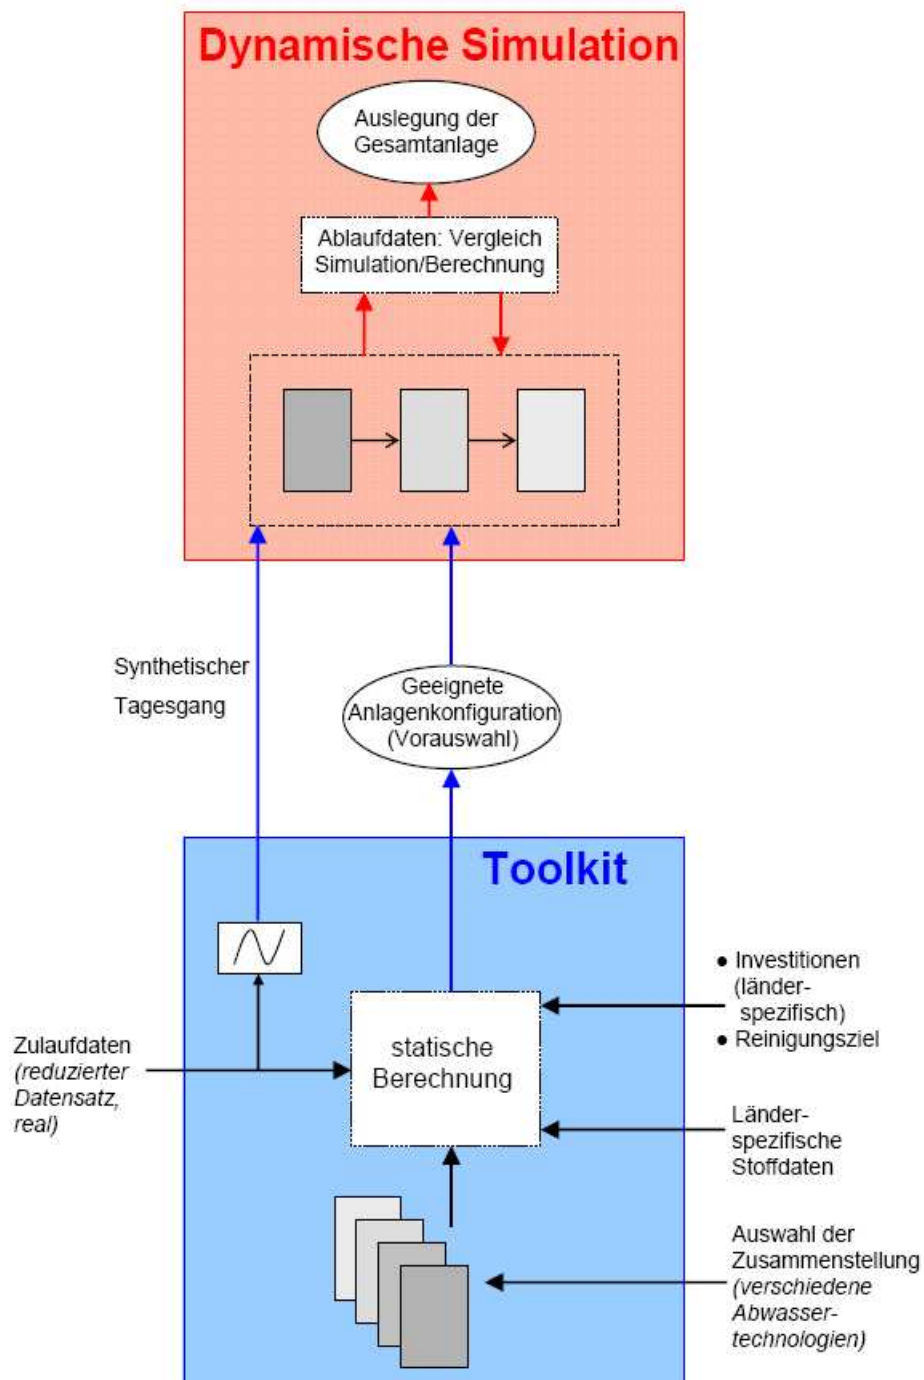 Dynamische Simulation
Auslegung der
Gesamtanlage
Ablaufdaten: Vergleich
Simulation/Berechnung
Synthetischer
Tagesgang
Geeignete
Anlagenkonfiguration
(Vorauswahl)
Toolkit
● Investitionen
(länder-
spezifisch)
● Reinigungsziel
Zulaufdaten
(reduzierter
Datensatz,
real)
statische
Berechnung
Länder-
spezifische
Stoffdaten
Auswahl der
Zusammenstellung
(verschiedene
Abwasser-
technologien)